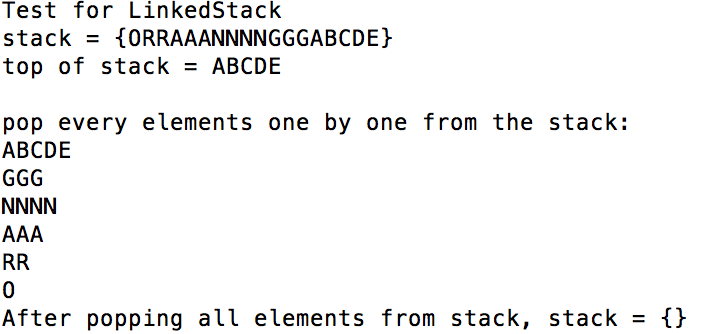 Test for LinkedStack
stack = {ORRAAANNNNGGGABCDE}
top of stack = ABCDE
pop every elements one by one from the stack:
ABCDE
GGG
NNNN
AAA
RR
O
After popping all elements from stack, stack = {}